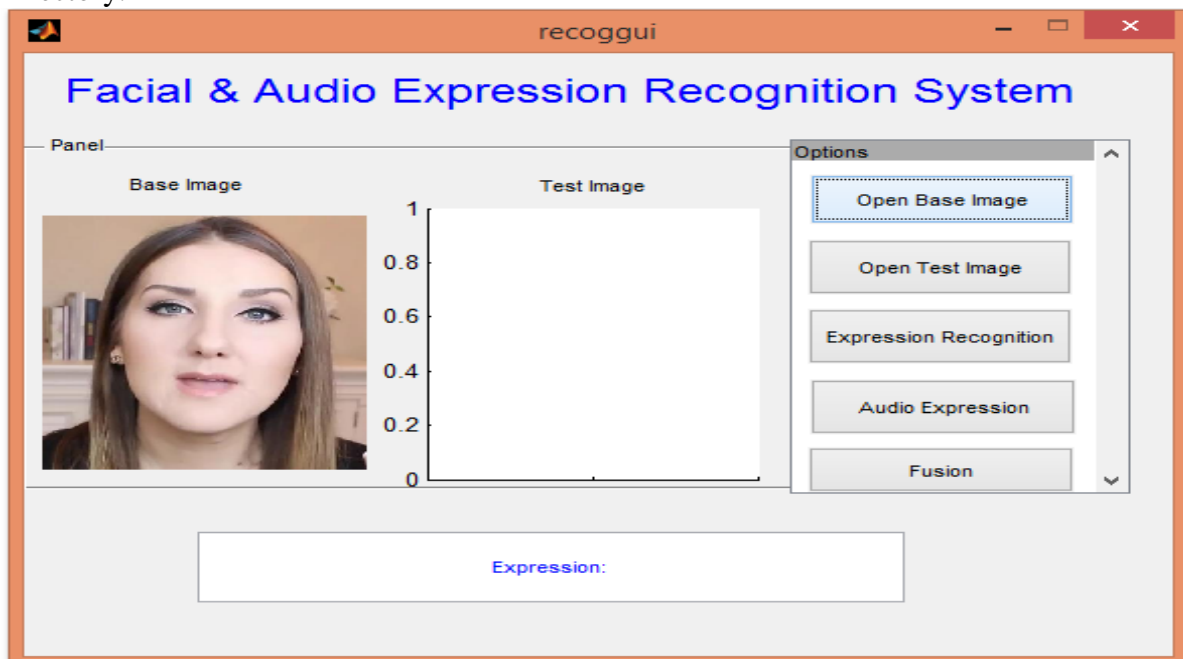 recoggui
Facial & Audio Expression Recognition System
Panel
Options
Base Image
Test Image
Open Base Image
Open Test Image
Expression Recognition
Audio Expression
Fusion
1
0.8
0.6
0.4
0.2
0
Expression: